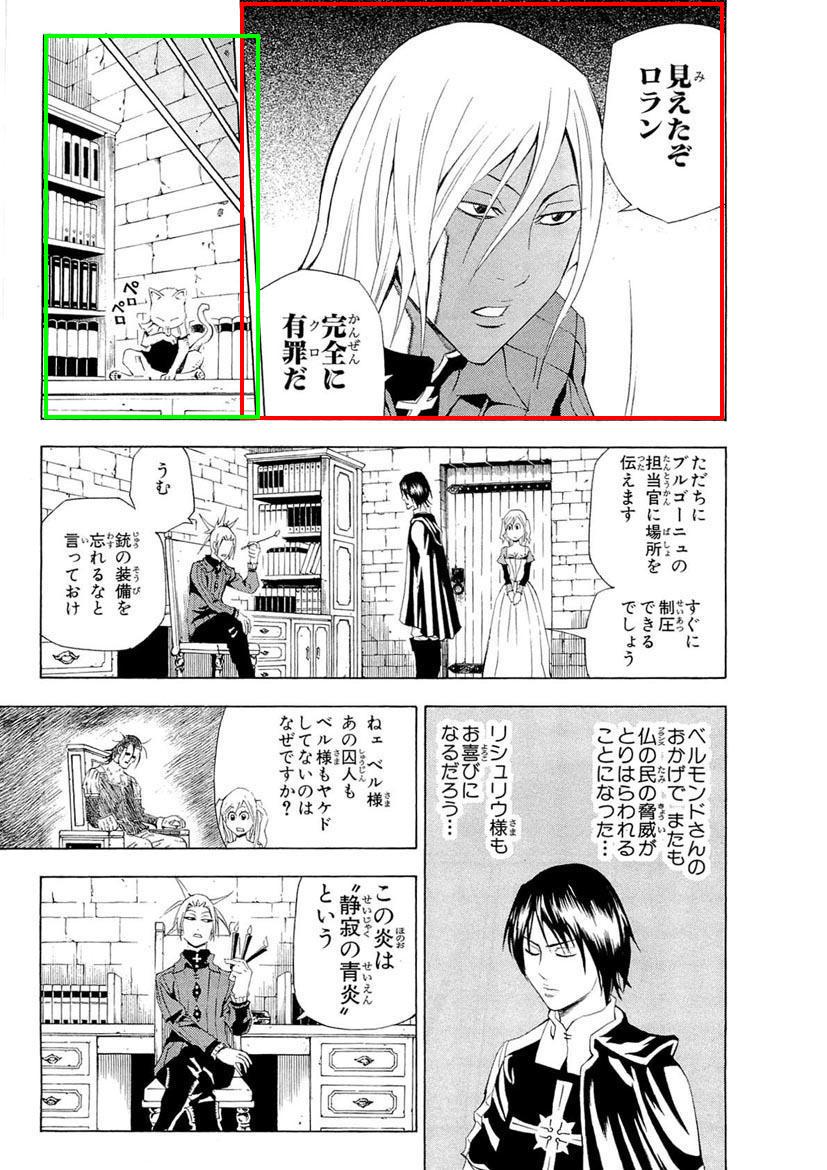 見えたぞ
ロラン
完全に
有罪だ
ペロペロ
ただちに
ブルゴーニュの
担当官に場所を
伝えます
すぐに
制圧
できる
でしょう
うむ
銃の装備を
忘れるなと
言っておけ
ベルモンドさんの
おかげで またも
仏の民の脅威が
とりはらわれる
ことになった…
リシュリウ様も
お喜びに
なるだろう…
ねェ ベル様
あの囚人も
ベル様もヤケド
してないのは
なぜですか?
この炎は
〝静寂の青炎〟
という